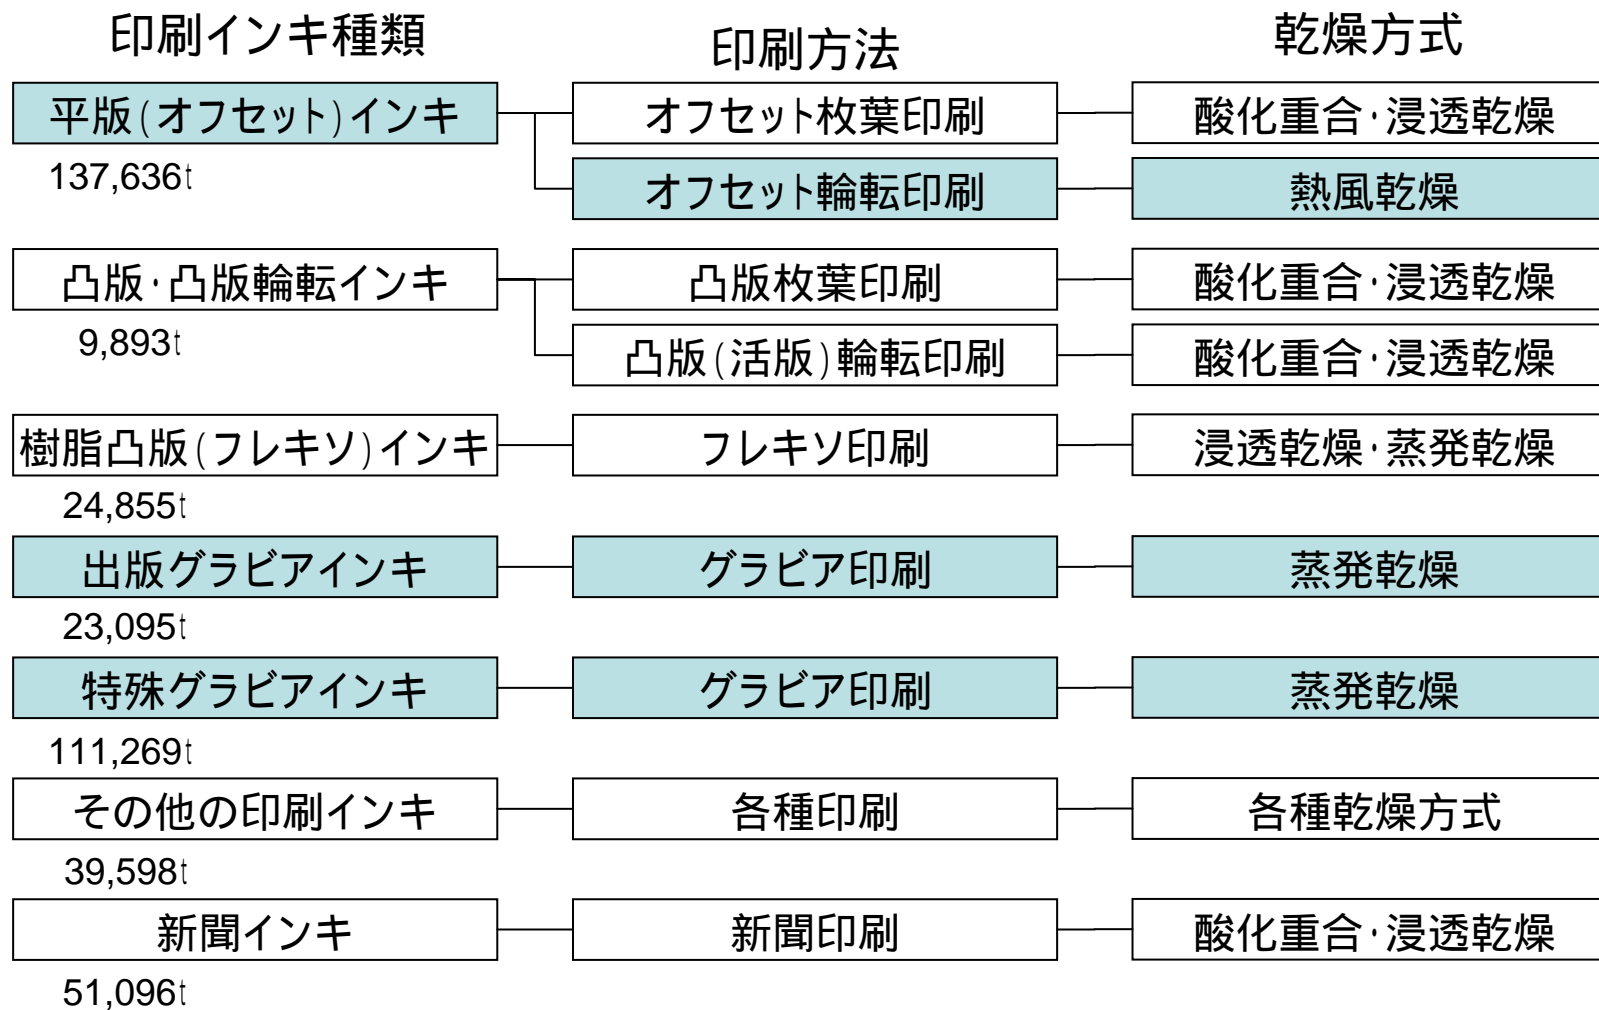 印刷インキ種類 印刷方法 乾燥方式
平版(オフセット)インキ オフセット枚葉印刷 酸化重合・浸透乾燥
137,636t オフセット輪転印刷 熱風乾燥
凸版・凸版輪転インキ 凸版枚葉印刷 酸化重合・浸透乾燥
9,893t 凸版(活版)輪転印刷 酸化重合・浸透乾燥
樹脂凸版(フレキソ)インキ フレキソ印刷 浸透乾燥・蒸発乾燥
24,855t
出版グラビアインキ グラビア印刷 蒸発乾燥
23,095t
特殊グラビアインキ グラビア印刷 蒸発乾燥
111,269t
その他の印刷インキ 各種印刷 各種乾燥方式
39,598t
新聞インキ 新聞印刷 酸化重合・浸透乾燥
51,096t